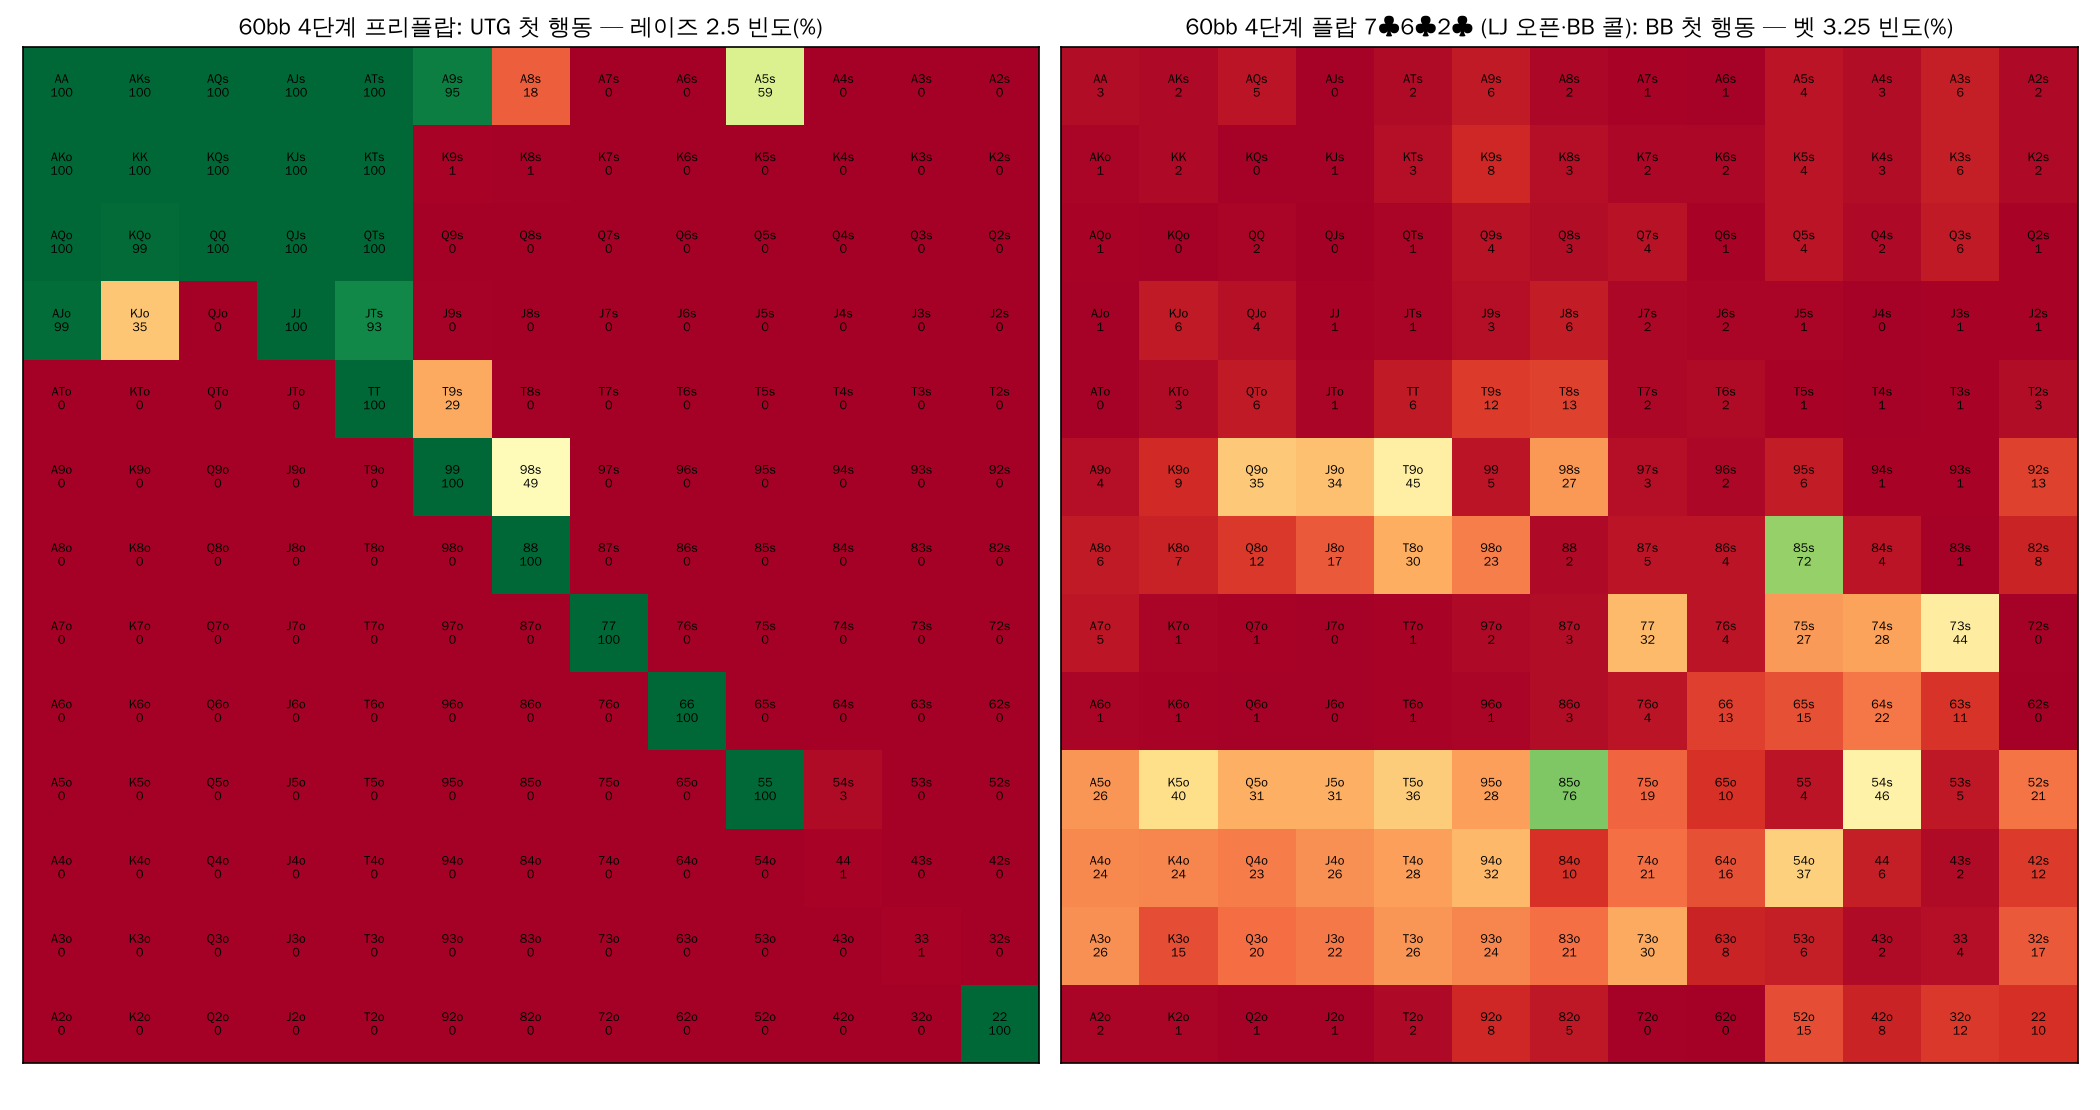 60bb 4단계 프리플랍: UTG 첫 행동 — 레이즈 2.5 빈도(%)
AA AKs AQs AJs ATs A9s A8s A7s A6s A5s A4s A3s A2s
100 100 100 100 100 95 18 0 0 59 0 0 0
AKo KK KQs KJs KTs K9s K8s K7s K6s K5s K4s K3s K2s
100 100 100 100 100 1 1 0 0 0 0 0 0
AQo KQo QQ QJs QTs Q9s Q8s Q7s Q6s Q5s Q4s Q3s Q2s
100 99 100 100 100 0 0 0 0 0 0 0 0
AJo KJo QJo JJ JTs J9s J8s J7s J6s J5s J4s J3s J2s
99 35 0 100 93 0 0 0 0 0 0 0 0
ATo KTo QTo JTo TT T9s T8s T7s T6s T5s T4s T3s T2s
0 0 0 0 100 29 0 0 0 0 0 0 0
A9o K9o Q9o J9o T9o 99 98s 97s 96s 95s 94s 93s 92s
0 0 0 0 0 100 49 0 0 0 0 0 0
A8o K8o Q8o J8o T8o 98o 88 87s 86s 85s 84s 83s 82s
0 0 0 0 0 0 100 0 0 0 0 0 0
A7o K7o Q7o J7o T7o 97o 87o 77 76s 75s 74s 73s 72s
0 0 0 0 0 0 0 100 0 0 0 0 0
A6o K6o Q6o J6o T6o 96o 86o 76o 66 65s 64s 63s 62s
0 0 0 0 0 0 0 0 100 0 0 0 0
A5o K5o Q5o J5o T5o 95o 85o 75o 65o 55 54s 53s 52s
0 0 0 0 0 0 0 0 0 100 3 0 0
A4o K4o Q4o J4o T4o 94o 84o 74o 64o 54o 44 43s 42s
0 0 0 0 0 0 0 0 0 0 1 0 0
A3o K3o Q3o J3o T3o 93o 83o 73o 63o 53o 43o 33 32s
0 0 0 0 0 0 0 0 0 0 0 1 0
A2o K2o Q2o J2o T2o 92o 82o 72o 62o 52o 42o 32o 22
0 0 0 0 0 0 0 0 0 0 0 0 100
60bb 4단계 플랍 7♣6♣2♣ (LJ 오픈·BB 콜): BB 첫 행동 — 벳 3.25 빈도(%)
AA AKs AQs AJs ATs A9s A8s A7s A6s A5s A4s A3s A2s
3 2 5 0 2 6 2 1 1 4 3 6 2
AKo KK KQs KJs KTs K9s K8s K7s K6s K5s K4s K3s K2s
1 2 0 1 3 8 3 2 2 4 3 6 2
AQo KQo QQ QJs QTs Q9s Q8s Q7s Q6s Q5s Q4s Q3s Q2s
1 0 2 0 1 4 3 4 1 4 2 6 1
AJo KJo QJo JJ JTs J9s J8s J7s J6s J5s J4s J3s J2s
1 6 4 1 1 3 6 2 2 1 0 1 1
ATo KTo QTo JTo TT T9s T8s T7s T6s T5s T4s T3s T2s
0 3 6 1 6 12 13 2 2 1 1 1 3
A9o K9o Q9o J9o T9o 99 98s 97s 96s 95s 94s 93s 92s
4 9 35 34 45 5 27 3 2 6 1 1 13
A8o K8o Q8o J8o T8o 98o 88 87s 86s 85s 84s 83s 82s
6 7 12 17 30 23 2 5 4 72 4 1 8
A7o K7o Q7o J7o T7o 97o 87o 77 76s 75s 74s 73s 72s
5 1 1 0 1 2 3 32 4 27 28 44 0
A6o K6o Q6o J6o T6o 96o 86o 76o 66 65s 64s 63s 62s
1 1 1 0 1 1 3 4 13 15 22 11 0
A5o K5o Q5o J5o T5o 95o 85o 75o 65o 55 54s 53s 52s
26 40 31 31 36 28 76 19 10 4 46 5 21
A4o K4o Q4o J4o T4o 94o 84o 74o 64o 54o 44 43s 42s
24 24 23 26 28 32 10 21 16 37 6 2 12
A3o K3o Q3o J3o T3o 93o 83o 73o 63o 53o 43o 33 32s
26 15 20 22 26 24 21 30 8 6 2 4 17
A2o K2o Q2o J2o T2o 92o 82o 72o 62o 52o 42o 32o 22
2 1 1 1 2 8 5 0 0 15 8 12 10